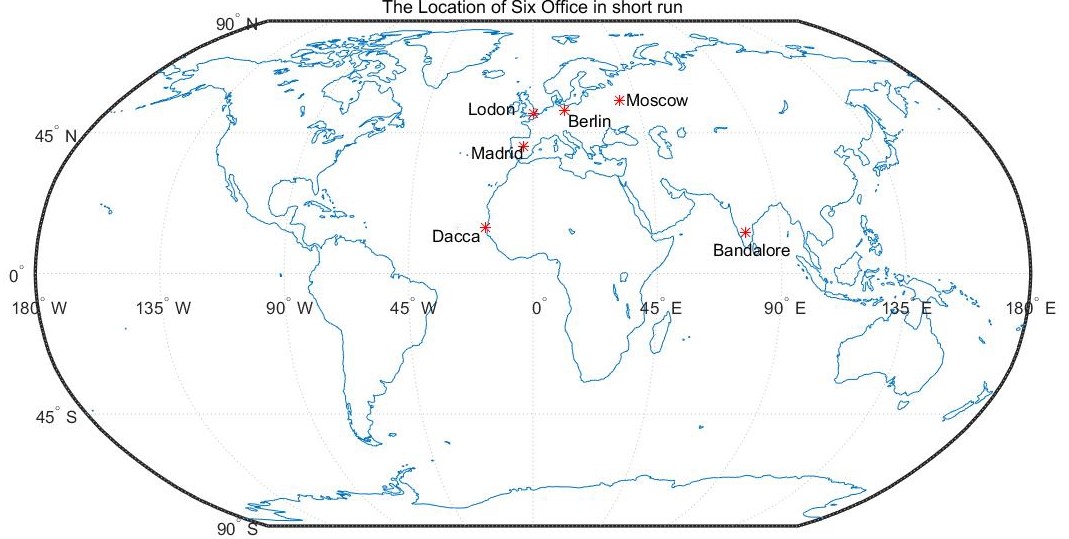 The Location of Six Office in short run
90° N
Lodon
Moscow
Berlin
45° N
Madrid
Dacca
Bandalore
0°
180° W
135° W
90° W
45° W
0
45° E
90° E
135° E
180° E
45° S
90° S